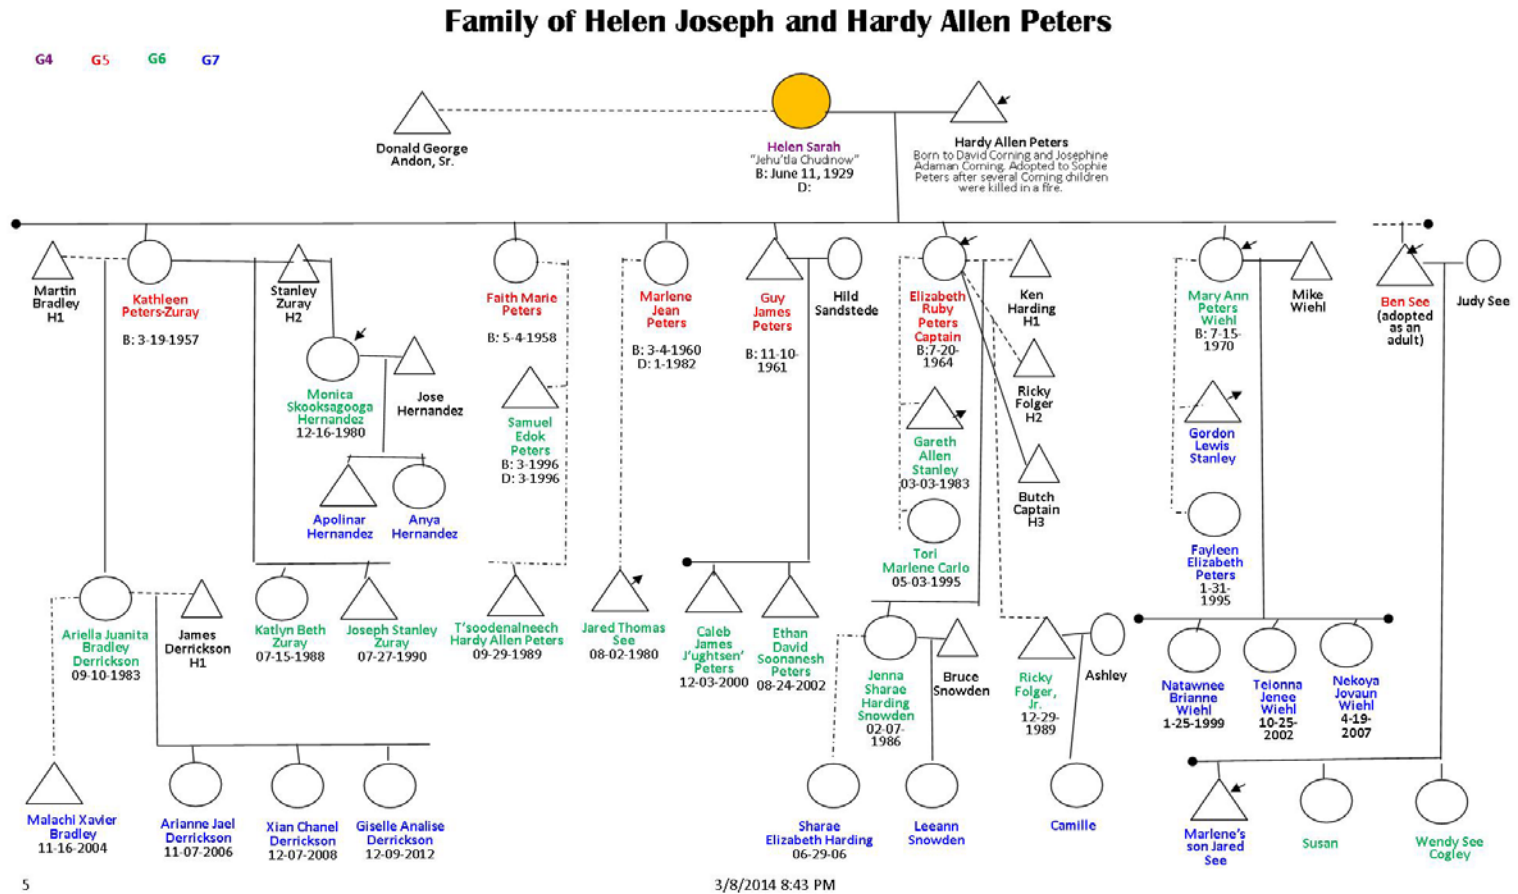 Family of Helen Joseph and Hardy Allen Peters
G4 G5 G6 G7
Donald George
Andon, Sr.
Helen Sarah
"Jehu'tla Chudnow"
B: June 11, 1929
D:
Hardy Allen Peters
Born to David Corning and Josephine
Adaman Corning. Adopted to Sophie
Peters after several Corning children
were killed in a fire.
Martin
Bradley
H1
Kathleen
Peters-Zuray
B: 3-19-1957
Stanley
Zuray
H2
Faith Marie
Peters
B: 5-4-1958
Marlene
Jean
Peters
B: 3-4-1960
D: 1-1982
Guy
James
Peters
B: 11-10-
1961
Hild
Sandstede
Elizabeth
Ruby
Peters
Captain
B:7-20-
1964
Ken
Harding
H1
Mary Ann
Peters
Wiehl
B: 7-15-
1970
Mike
Wiehl
Ben See
(adopted
as an
adult)
Judy See
Monica
Skooksagooga
Hernandez
12-16-1980
Jose
Hernandez
Samuel
Edok
Peters
B: 3-1996
D: 3-1996
Gareth
Allen
Stanley
03-03-1983
Ricky
Folger
H2
Gordon
Lewis
Stanley
Apolinar
Hernandez
Anya
Hernandez
Butch
Captain
H3
Tori
Marlene Carlo
05-03-1995
Fayleen
Elizabeth
Peters
1-31-
1995
Ariella Juanita
Bradley
Derrickson
09-10-1983
James
Derrickson
H1
Katlyn Beth
Zuray
07-15-1988
Joseph Stanley
Zuray
07-27-1990
T'soodenalneech
Hardy Allen Peters
09-29-1989
Jared Thomas
See
08-02-1980
Caleb
James
J'ughtsen'
Peters
12-03-2000
Ethan
David
Soonanesh
Peters
08-24-2002
Jenna
Sharae
Harding
Snowden
02-07-
1986
Bruce
Snowden
Ricky
Folger,
Jr.
12-29-
1989
Ashley
Natawnee
Brianne
Wiehl
1-25-1999
Teionna
Jenee
Wiehl
10-25-
2002
Nekoya
Jovaun
Wiehl
4-19-
2007
Malachi Xavier
Bradley
11-16-2004
Arianne Jael
Derrickson
11-07-2006
Xian Chanel
Derrickson
12-07-2008
Giselle Analise
Derrickson
12-09-2012
Sharae
Elizabeth Harding
06-29-06
Leeann
Snowden
Camille
Marlene's
son Jared
See
Susan
Wendy See
Cogley
5
3/8/2014 8:43 PM